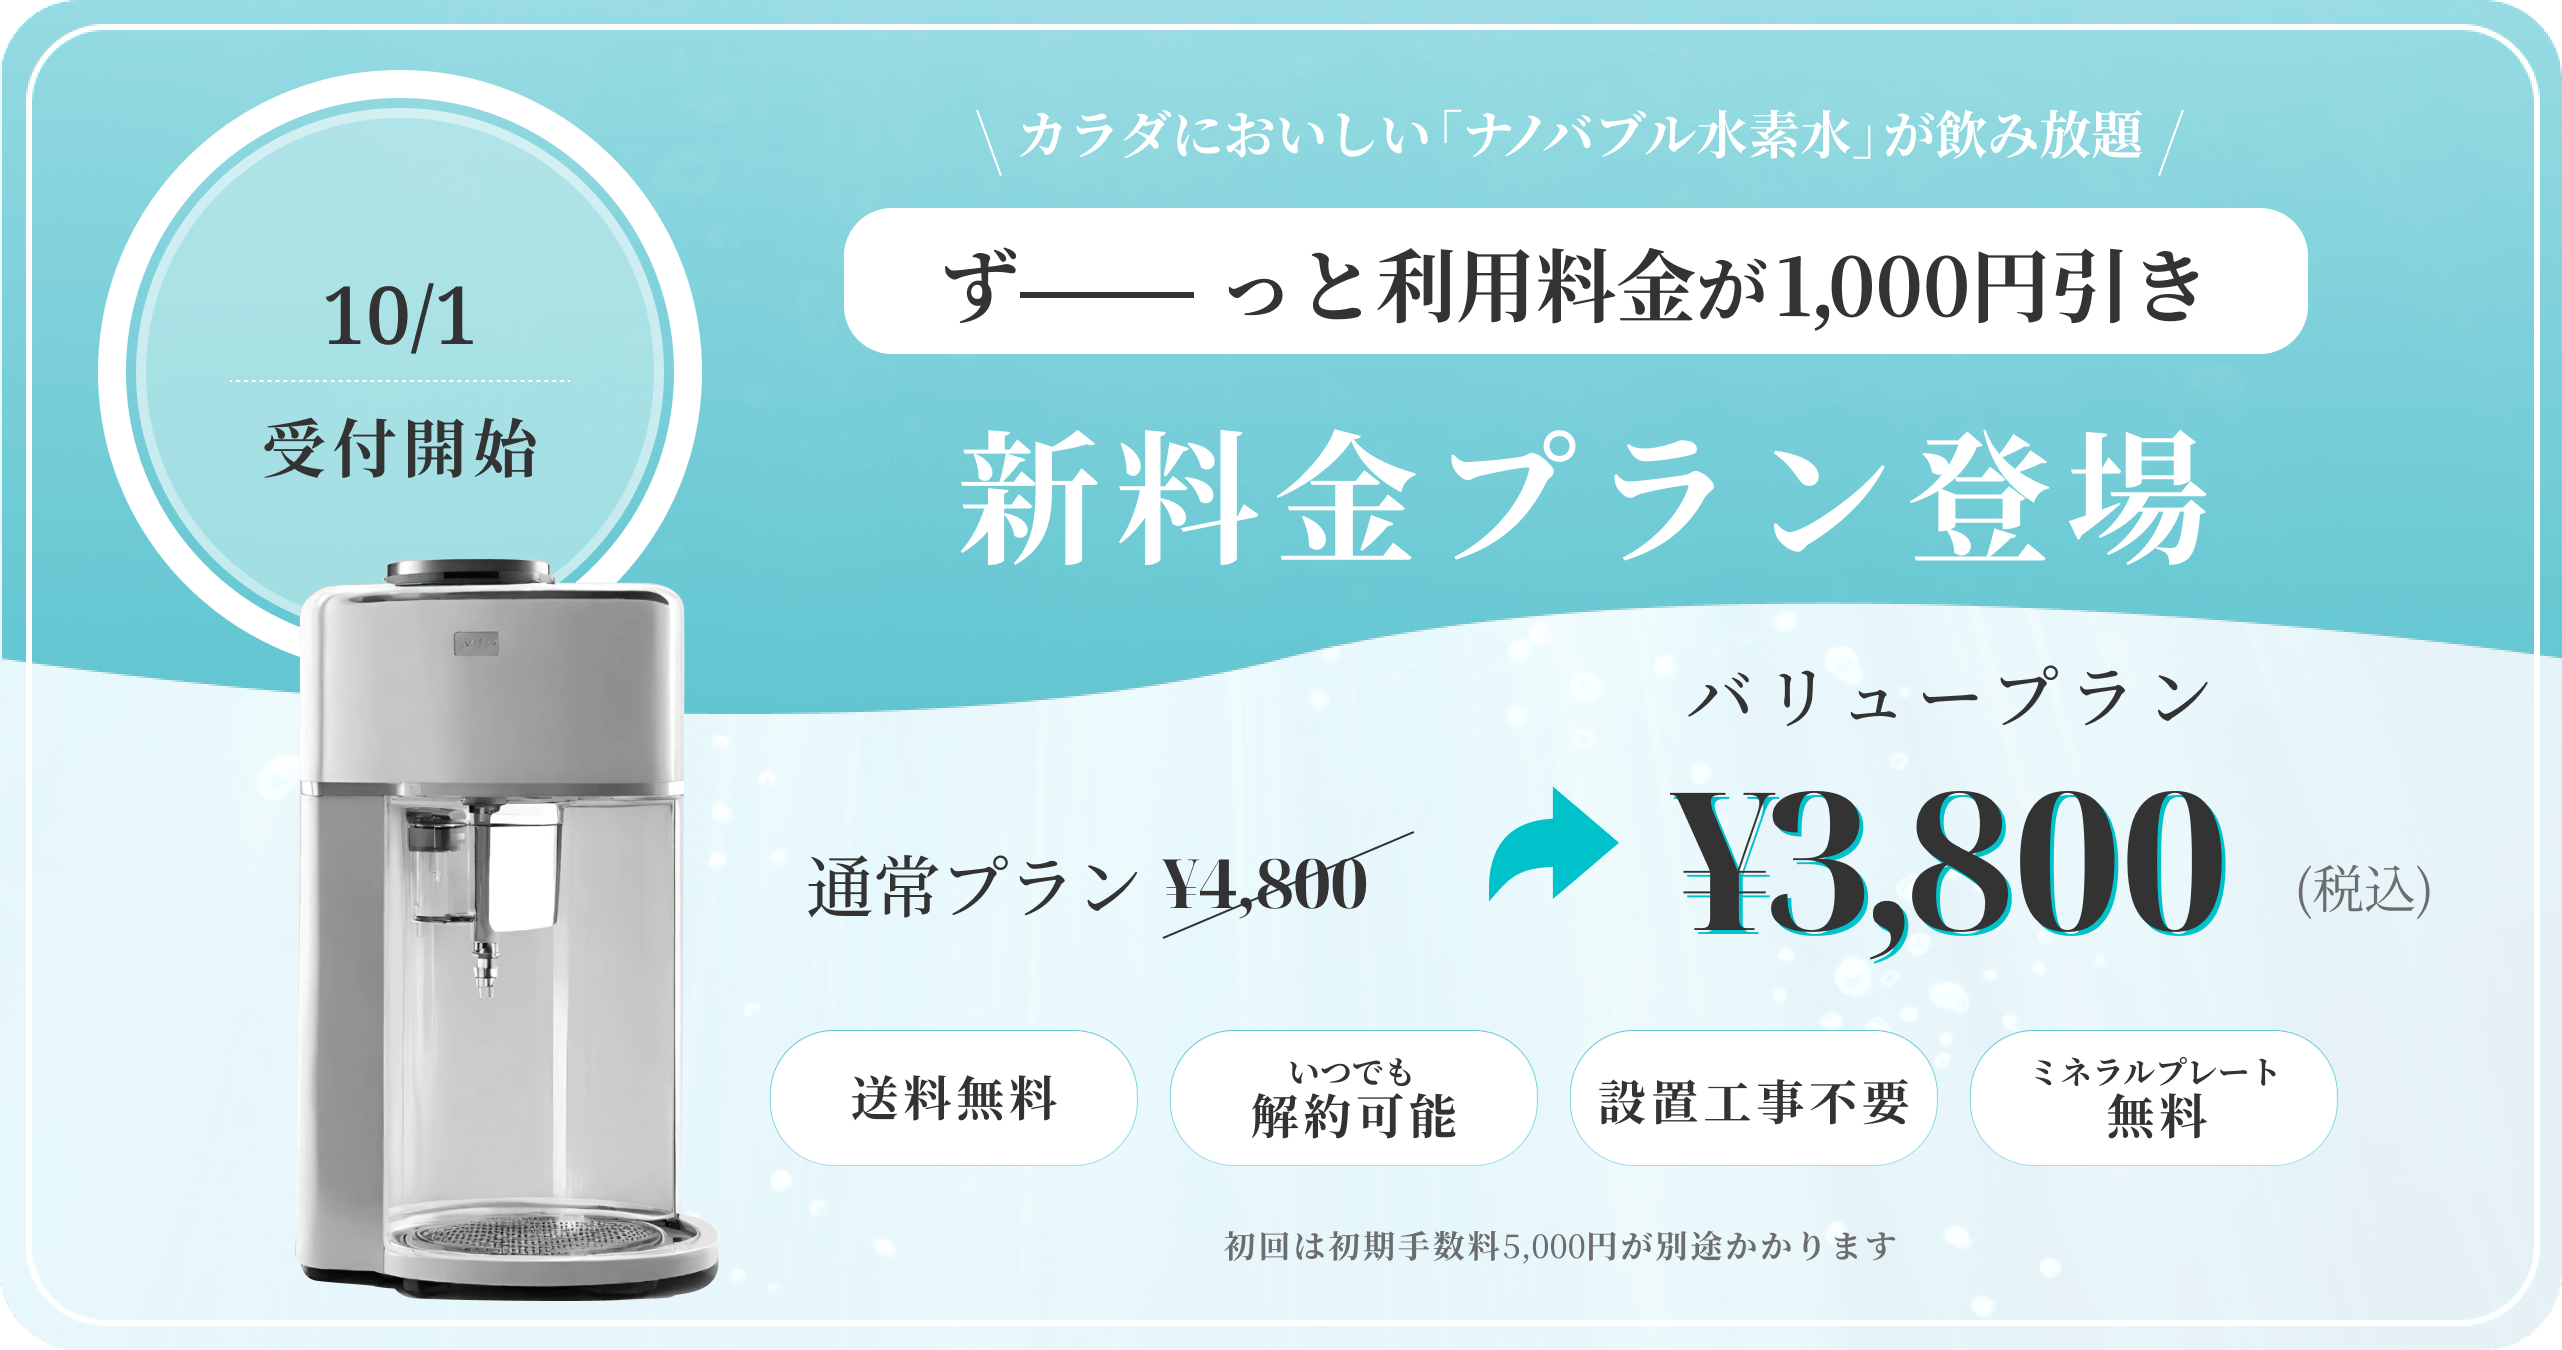 10/1
受付開始
\ カラダにおいしい「ナノバブル水素水」が飲み放題 /
ず――っと利用料金が1,000円引き
新料金プラン登場
バリュープラン
通常プラン ¥4,800
¥3,800 (税込)
送料無料
いつでも
解約可能
設置工事不要
ミネラルプレート
無料
初回は初期手数料5,000円が別途かかります